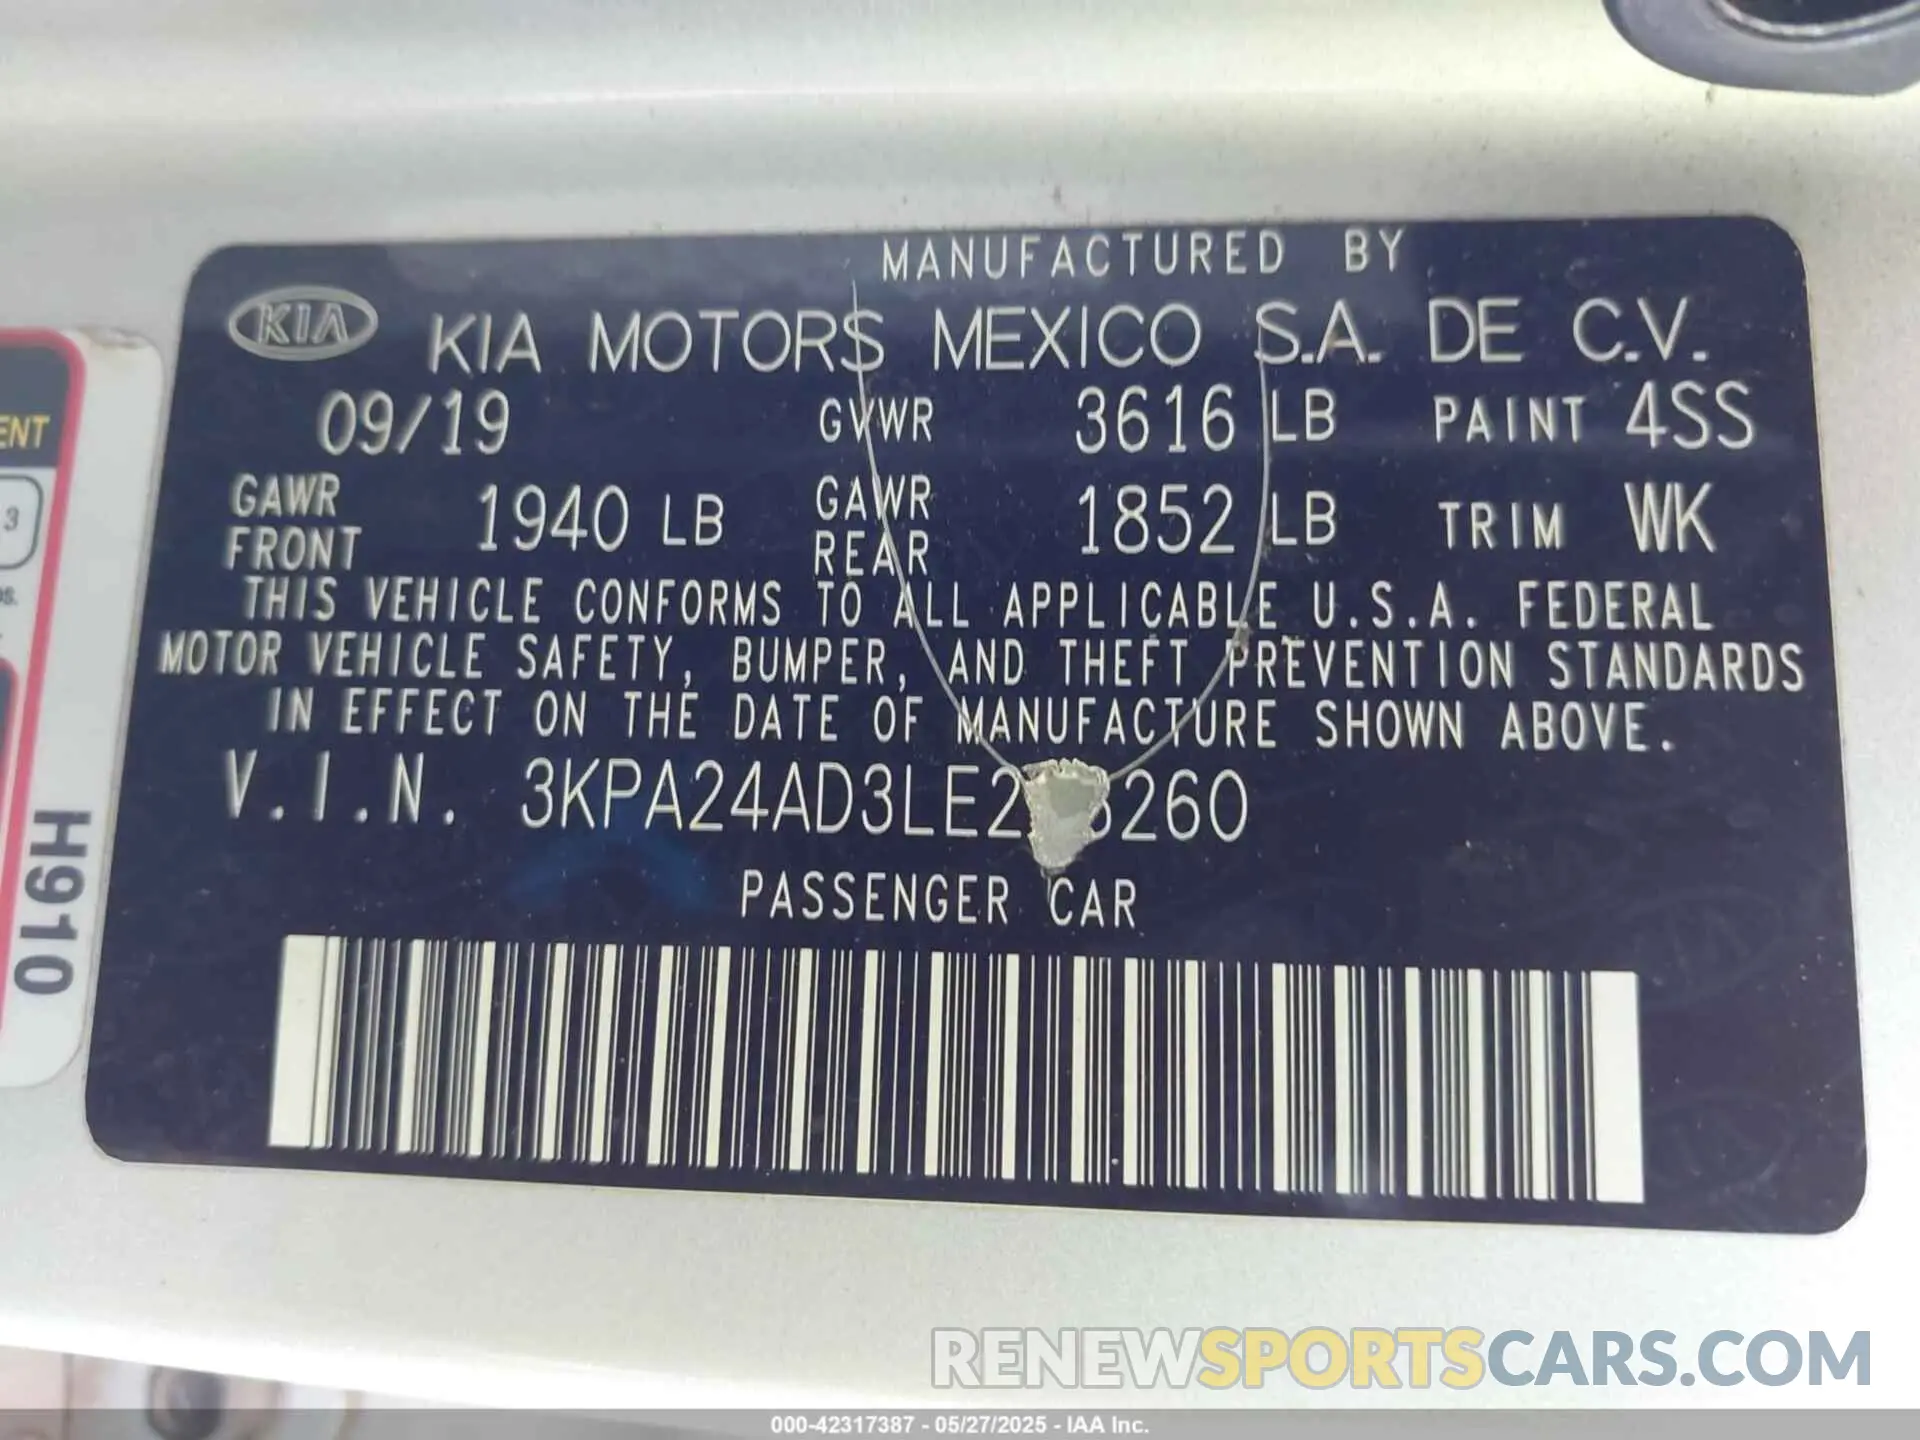 MANUFACTURED BY
KIA KIA MOTORS MEXICO S.A. DE C.V.
09/19 GVWR 3616 LB PAINT 4SS
GAWR FRONT 1940 LB GAWR REAR 1852 LB TRIM WK
THIS VEHICLE CONFORMS TO ALL APPLICABLE U.S.A. FEDERAL
MOTOR VEHICLE SAFETY, BUMPER, AND THEFT PREVENTION STANDARDS
IN EFFECT ON THE DATE OF MANUFACTURE SHOWN ABOVE.
V.I.N.
PASSENGER CAR
3
H910
RENEWSPORTSCARS.COM
000-42317387 - 05/27/2025 - IAA Inc.